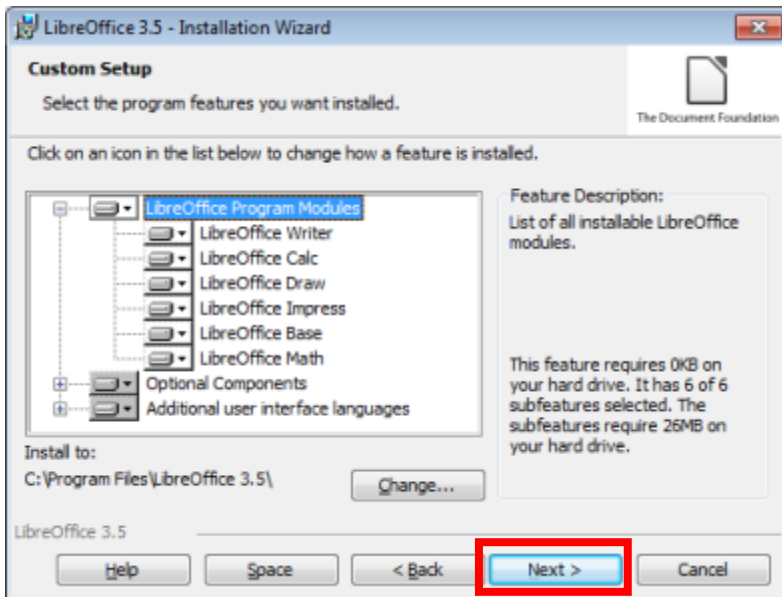 LibreOffice 3.5 - Installation Wizard
Custom Setup
Select the program features you want installed.
The Document Foundation
Click on an icon in the list below to change how a feature is installed.
LibreOffice Program Modules
LibreOffice Writer
LibreOffice Calc
LibreOffice Draw
LibreOffice Impress
LibreOffice Base
LibreOffice Math
Optional Components
Additional user interface languages
Feature Description:
List of all installable LibreOffice
modules.
This feature requires 0KB on
your hard drive. It has 6 of 6
subfeatures selected. The
subfeatures require 26MB on
your hard drive.
Install to:
C:\Program Files\LibreOffice 3.5\
Change...
LibreOffice 3.5
Help
Space
< Back
Next >
Cancel